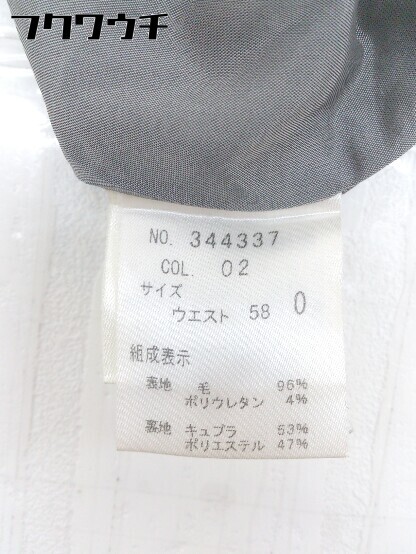 フクワウチ
NO. 344337
COL. 02
サイズ
ウエスト 58 0
組成表示
表地 毛 96%
ポリウレタン 4%
裏地 キュプラ 53%
ポリエステル 47%